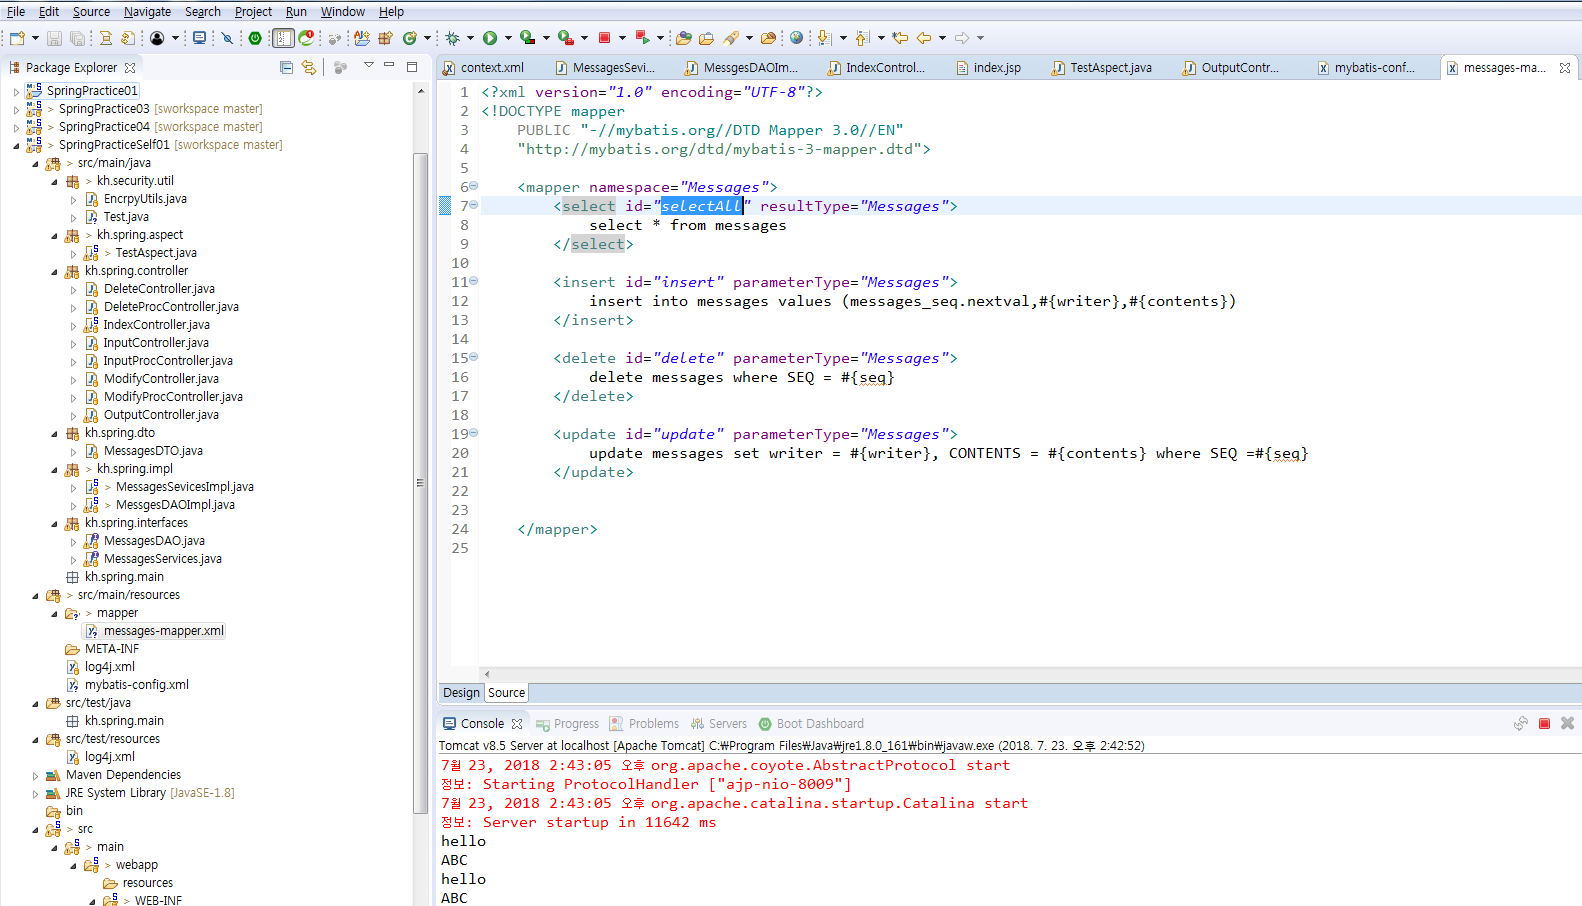 File Edit Source Navigate Search Project Run Window Help
Package Explorer
SpringPractice01
> SpringPractice03 [sworkspace master]
> SpringPractice04 [sworkspace master]
> SpringPracticeSelf01 [sworkspace master]
> src/main/java
> kh.security.util
EncrpyUtils.java
Test.java
> kh.spring.aspect
> TestAspect.java
kh.spring.controller
DeleteController.java
DeleteProcController.java
IndexController.java
InputController.java
InputProcController.java
ModifyController.java
ModifyProcController.java
OutputController.java
kh.spring.dto
MessagesDTO.java
> kh.spring.impl
> MessagesSevicesImpl.java
> MessgesDAOImpl.java
kh.spring.interfaces
MessagesDAO.java
MessagesServices.java
kh.spring.main
> src/main/resources
> mapper
messages-mapper.xml
META-INF
log4j.xml
mybatis-config.xml
src/test/java
kh.spring.main
src/test/resources
log4j.xml
Maven Dependencies
JRE System Library [JavaSE-1.8]
bin
> src
> main
> webapp
resources
> WEB-INF
context.xml MessagesSevi... MessgesDAOIm... IndexControl... index.jsp TestAspect.java OutputContr... mybatis-conf... messages-ma...
1 <?xml version="1.0" encoding="UTF-8"?>
2 <!DOCTYPE mapper
3 PUBLIC "-//mybatis.org//DTD Mapper 3.0//EN"
4 "http://mybatis.org/dtd/mybatis-3-mapper.dtd">
5
6 <mapper namespace="Messages">
7 <select id="selectAll" resultType="Messages">
8 select * from messages
9 </select>
10
11 <insert id="insert" parameterType="Messages">
12 insert into messages values (messages_seq.nextval,#{writer},#{contents})
13 </insert>
14
15 <delete id="delete" parameterType="Messages">
16 delete messages where SEQ = #{seq}
17 </delete>
18
19 <update id="update" parameterType="Messages">
20 update messages set writer = #{writer}, CONTENTS = #{contents} where SEQ =#{seq}
21 </update>
22
23
24 </mapper>
25
Design Source
Console Progress Problems Servers Boot Dashboard
Tomcat v8.5 Server at localhost [Apache Tomcat] C:₩Program Files₩Java₩jre1.8.0_161₩bin₩javaw.exe (2018. 7. 23. 오후 2:42:52)
7월 23, 2018 2:43:05 오후 org.apache.coyote.AbstractProtocol start
정보: Starting ProtocolHandler ["ajp-nio-8009"]
7월 23, 2018 2:43:05 오후 org.apache.catalina.startup.Catalina start
정보: Server startup in 11642 ms
hello
ABC
hello
ABC